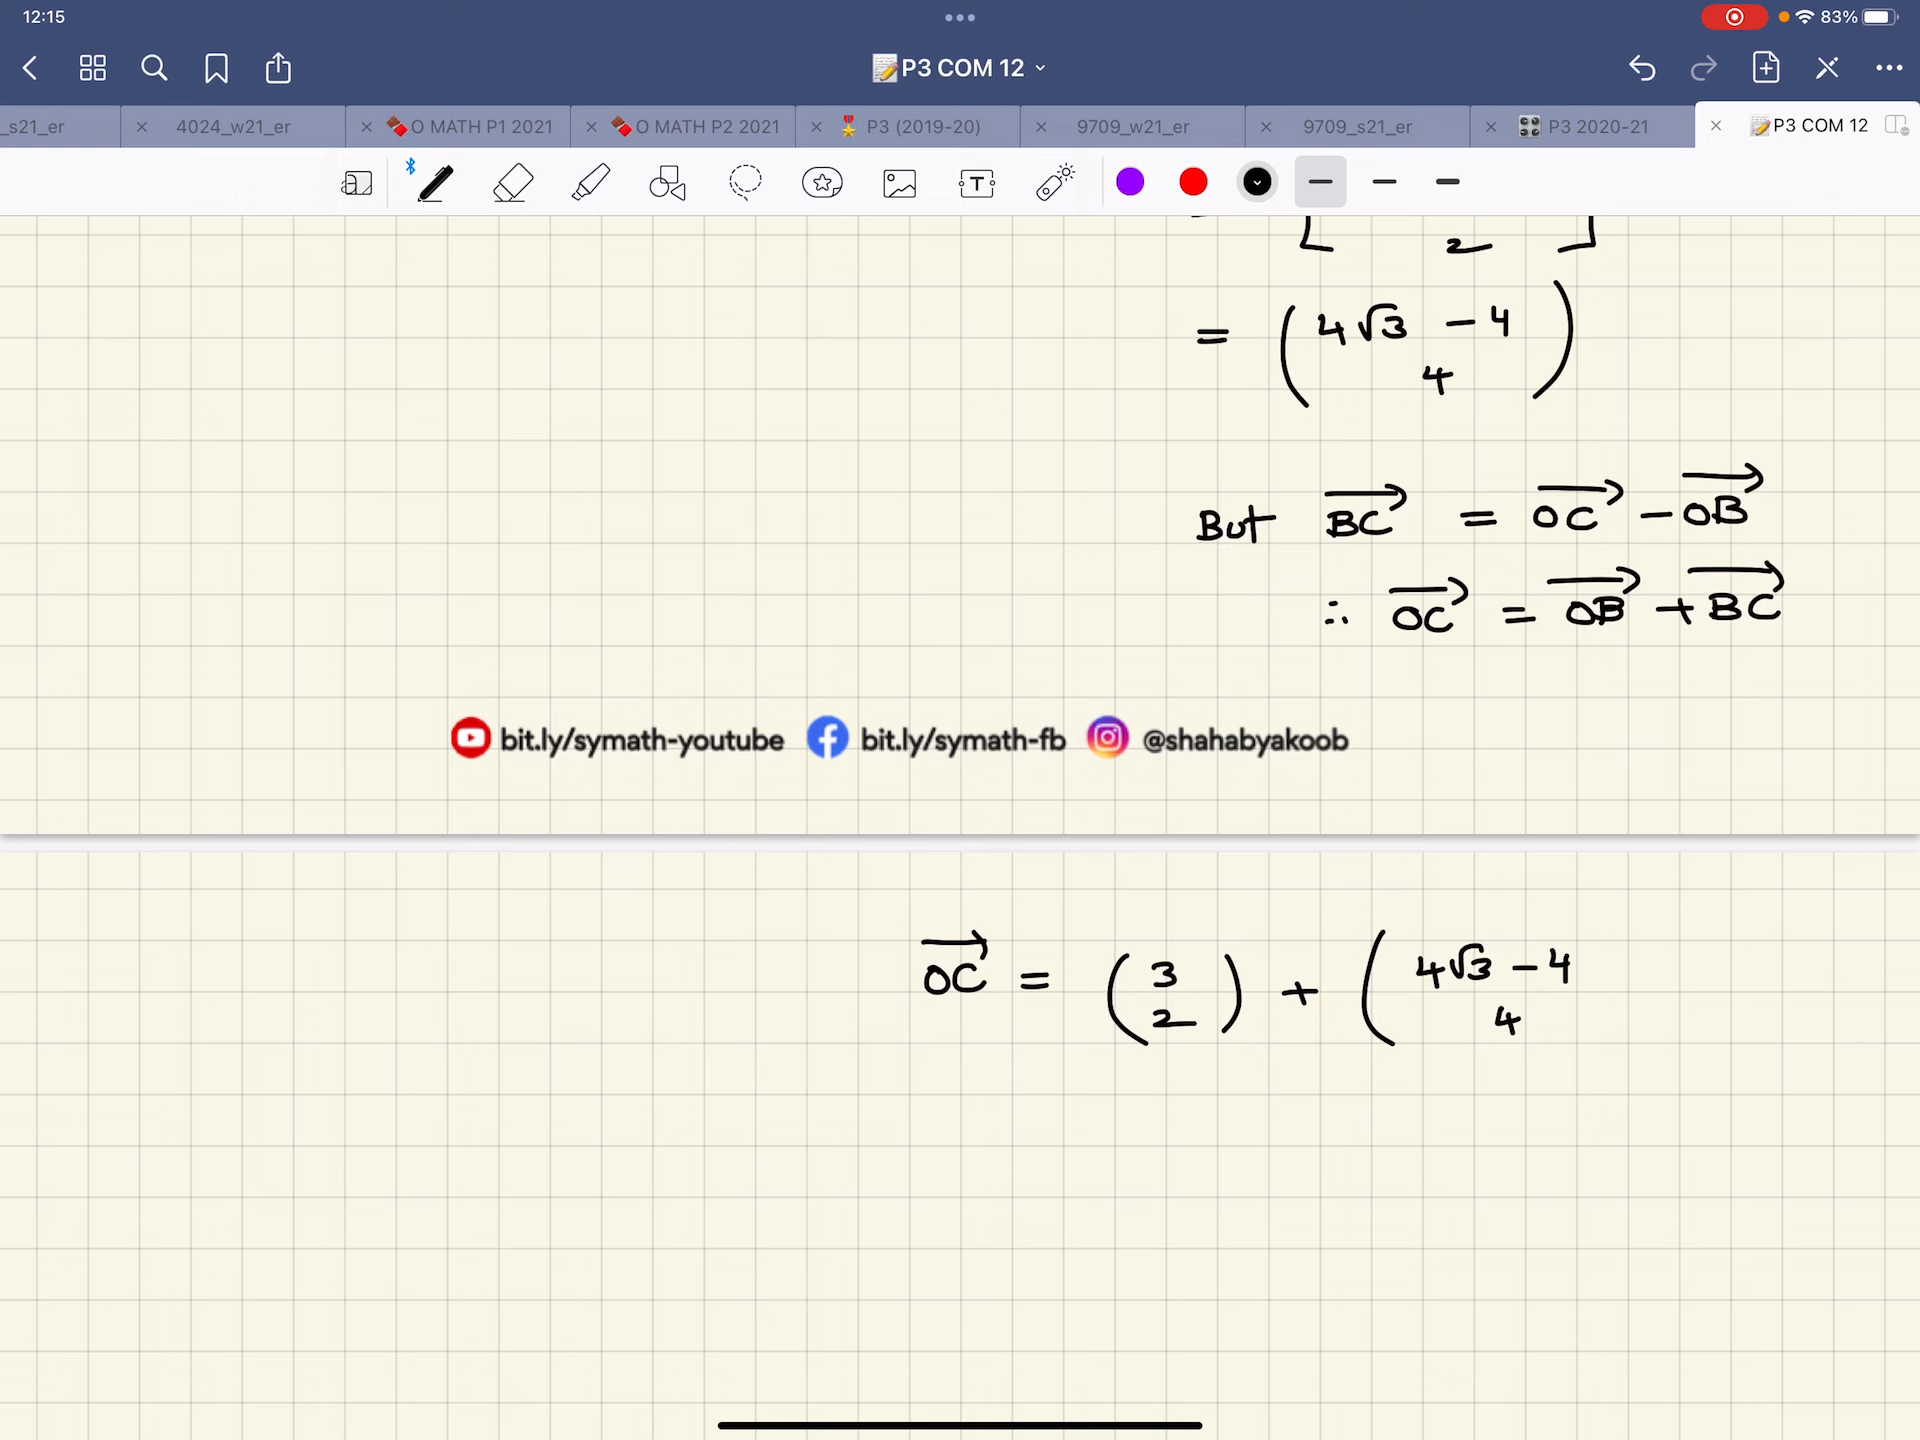 12:15
83%
P3 COM 12
_s21_er
4024_w21_er
O MATH P1 2021
O MATH P2 2021
P3 (2019-20)
9709_w21_er
9709_s21_er
P3 2020-21
P3 COM 12
2
= (4√3 - 4
4)
But BC = OC - OB
∴ OC = OB + BC
bit.ly/symath-youtube bit.ly/symath-fb @shahabyakoob
OC = (3 2) + (4√3 - 4
4